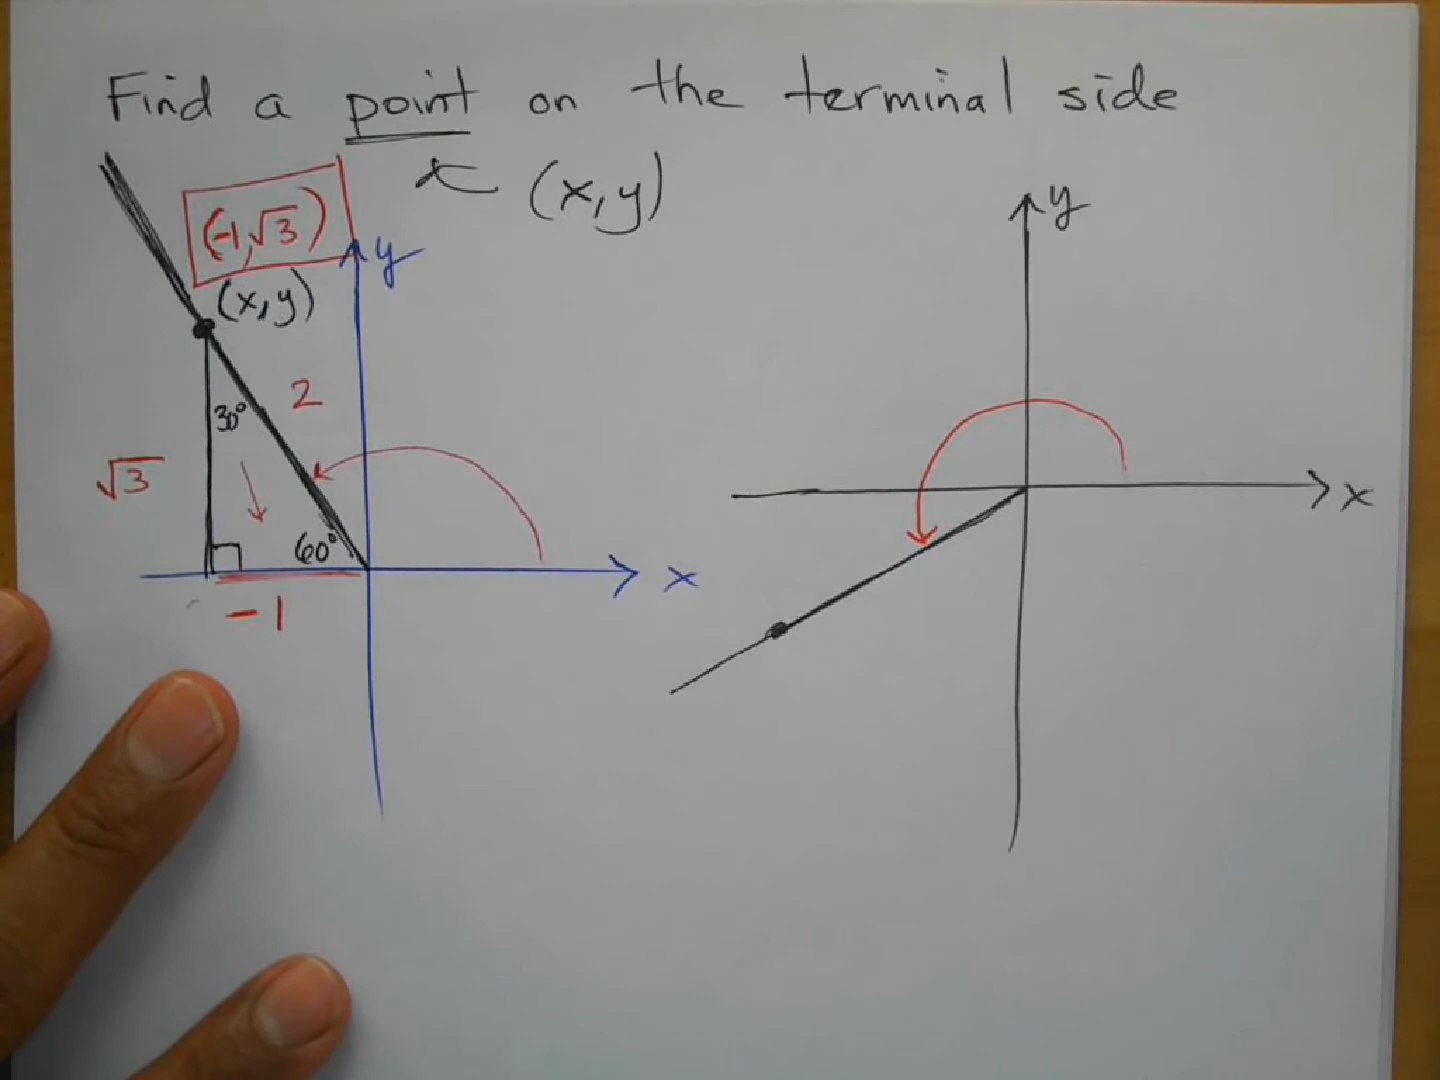 Find a point on the terminal side
(x,y)
(-1,√3)
y
(x,y)
2
30°
√3
60°
x
-1
y
x